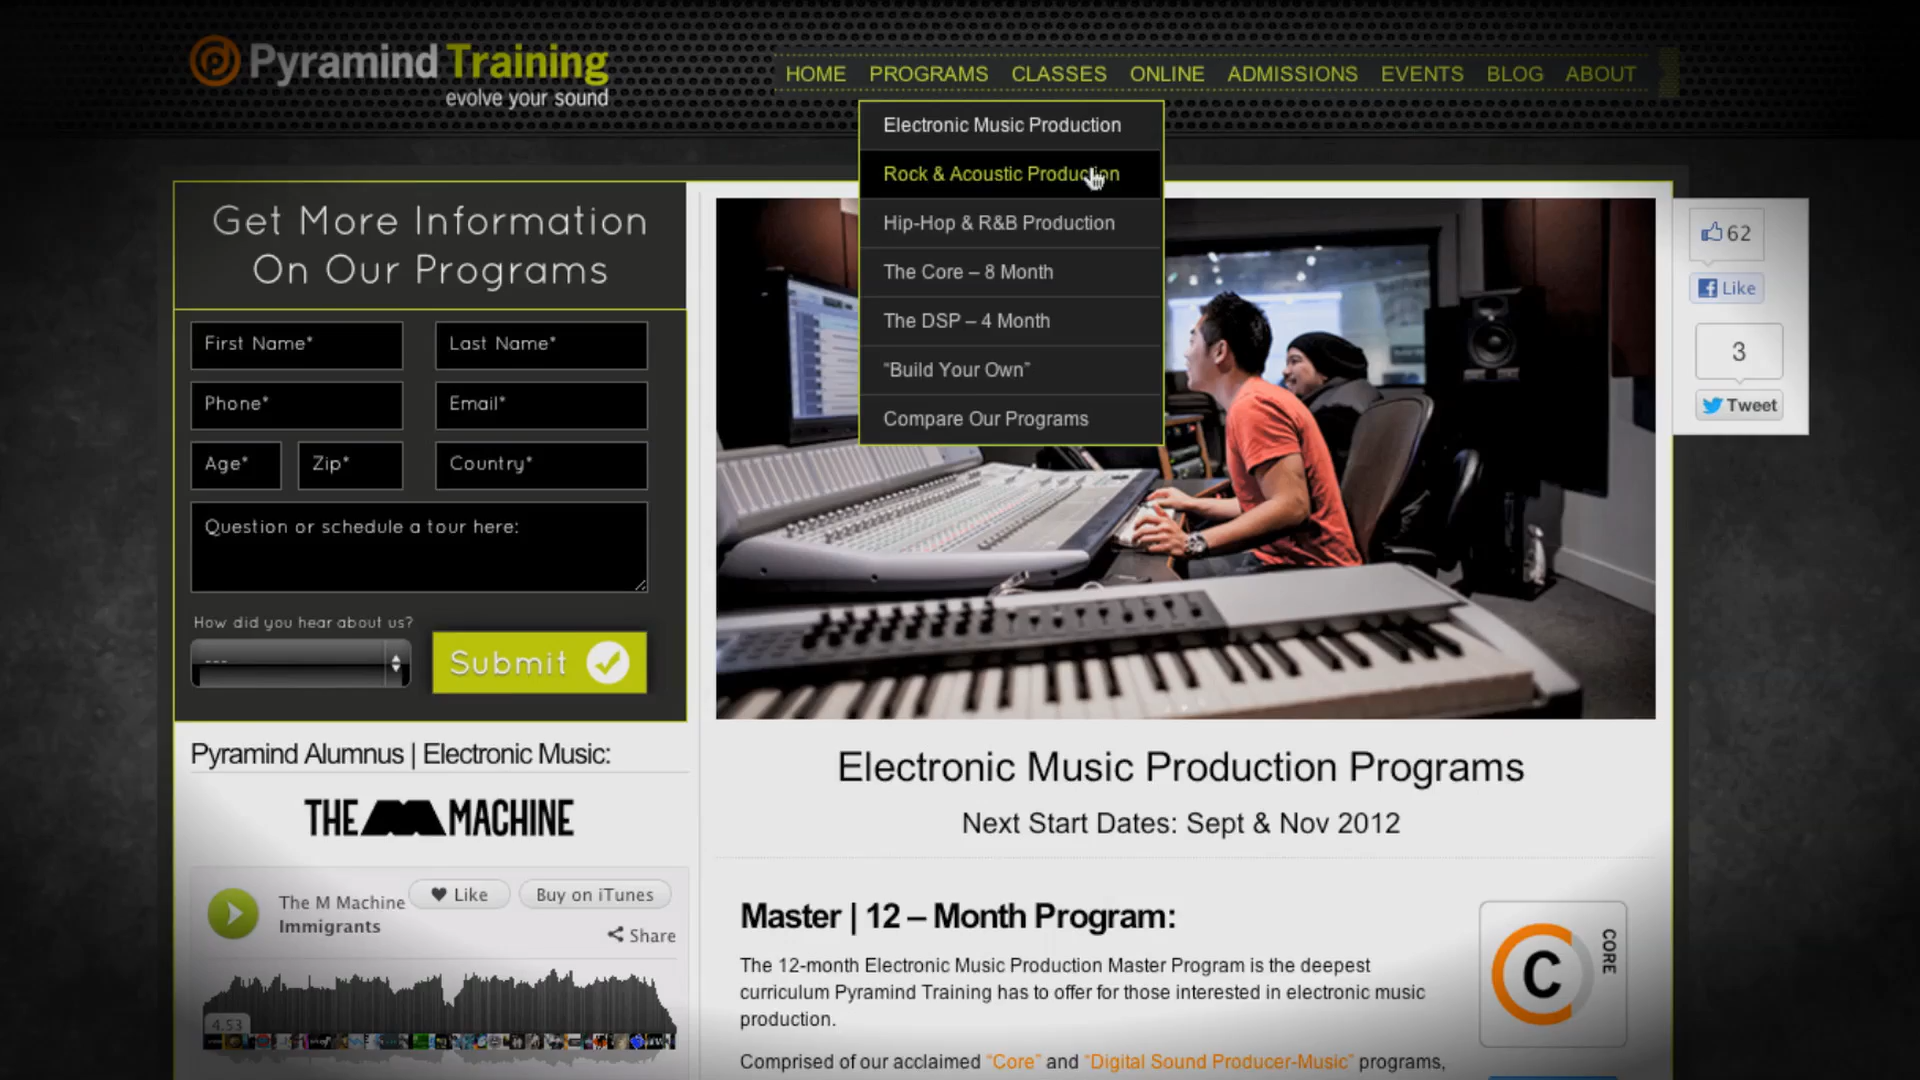 Pyramind Training
evolve your sound
HOME PROGRAMS CLASSES ONLINE ADMISSIONS EVENTS BLOG ABOUT
Electronic Music Production
Rock & Acoustic Production
Hip-Hop & R&B Production
The Core – 8 Month
The DSP – 4 Month
“Build Your Own”
Compare Our Programs
Get More Information
On Our Programs
First Name*
Last Name*
Phone*
Email*
Age*
Zip*
Country*
Question or schedule a tour here:
How did you hear about us?
---
Submit
62
Like
3
Tweet
Pyramind Alumnus | Electronic Music:
THE M MACHINE
The M Machine
Immigrants
Like
Buy on iTunes
Share
4.53
Electronic Music Production Programs
Next Start Dates: Sept & Nov 2012
Master | 12 – Month Program:
The 12-month Electronic Music Production Master Program is the deepest
curriculum Pyramind Training has to offer for those interested in electronic music
production.
Comprised of our acclaimed “Core” and “Digital Sound Producer-Music” programs,
C
CORE